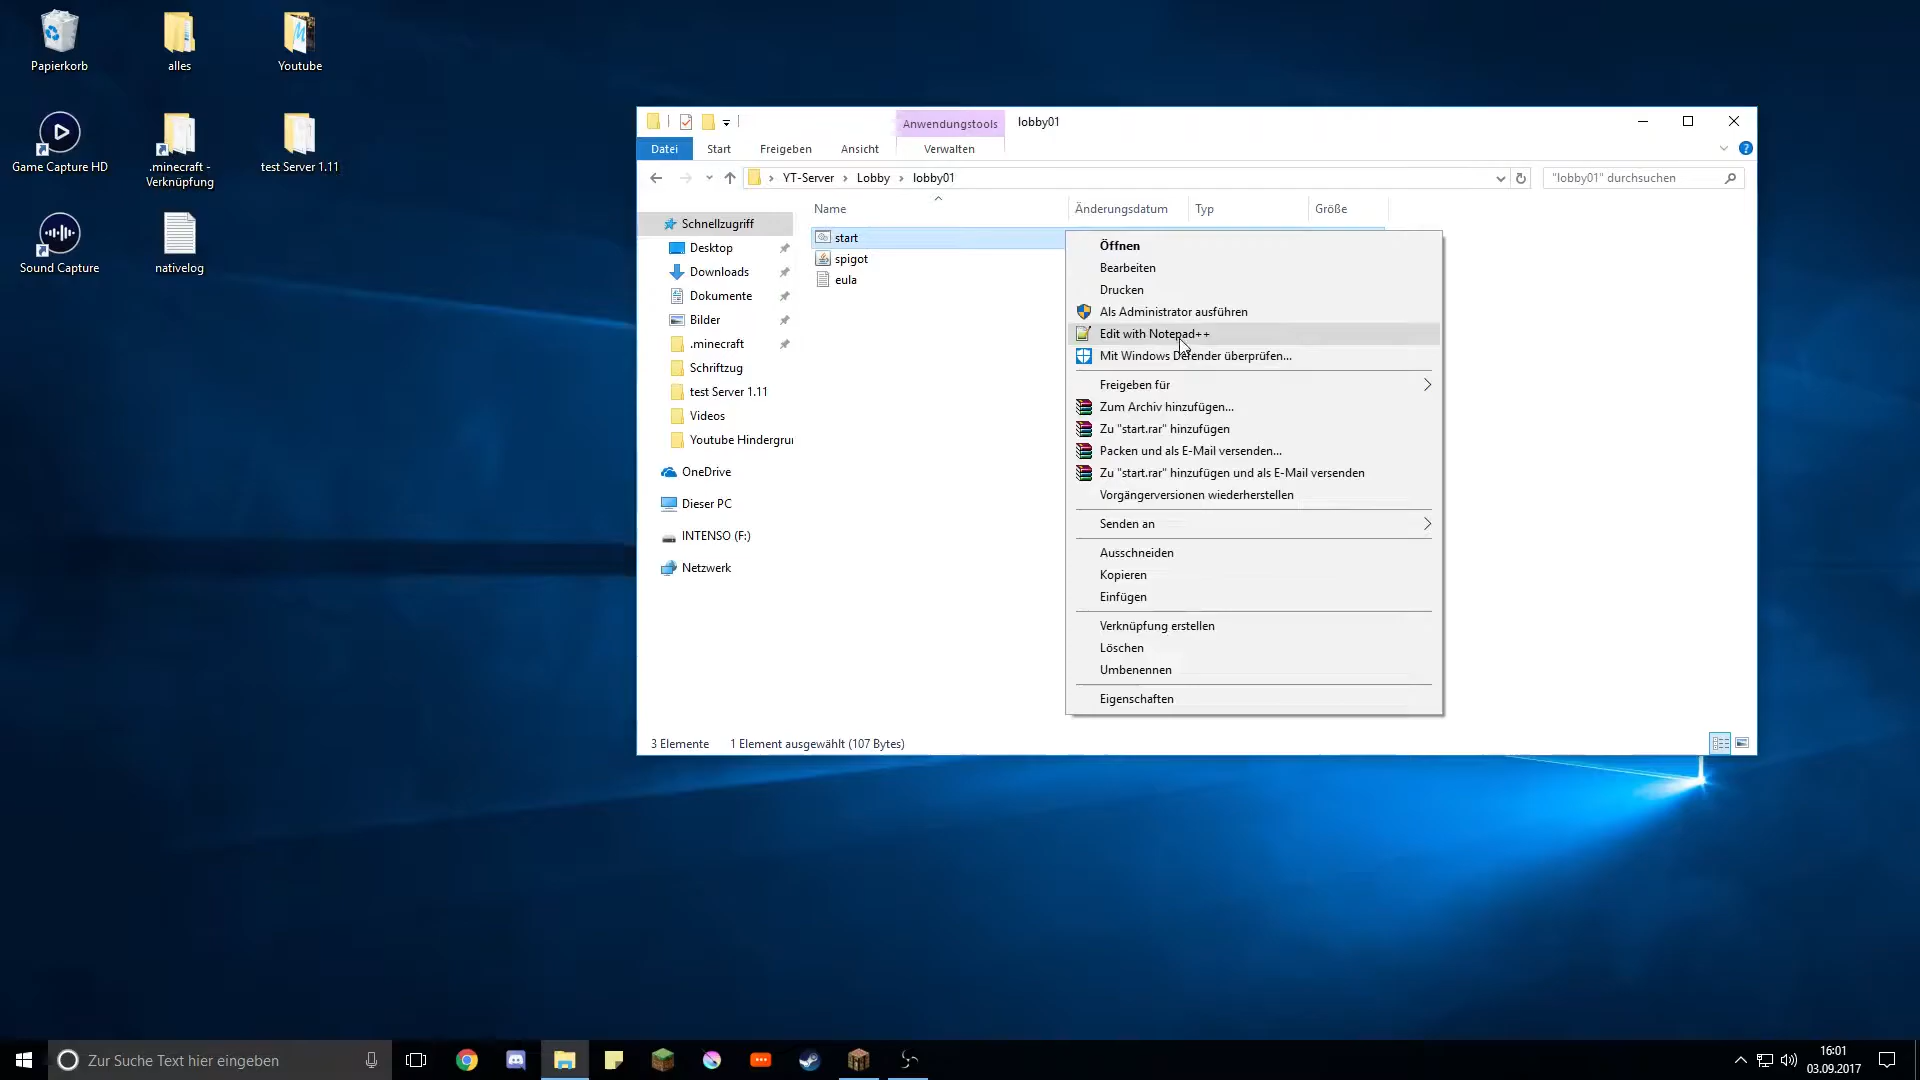 Papierkorb
alles
Youtube
Game Capture HD
.minecraft -
Verknüpfung
test Server 1.11
Sound Capture
nativelog
Anwendungstools
lobby01
Datei
Start
Freigeben
Ansicht
Verwalten
YT-Server
Lobby
lobby01
"lobby01" durchsuchen
Name
Änderungsdatum
Typ
Größe
Schnellzugriff
Desktop
Downloads
Dokumente
Bilder
.minecraft
Schriftzug
test Server 1.11
Videos
Youtube Hindergru
OneDrive
Dieser PC
INTENSO (F:)
Netzwerk
start
spigot
eula
Öffnen
Bearbeiten
Drucken
Als Administrator ausführen
Edit with Notepad++
Mit Windows Defender überprüfen...
Freigeben für
Zum Archiv hinzufügen...
Zu "start.rar" hinzufügen
Packen und als E-Mail versenden...
Zu "start.rar" hinzufügen und als E-Mail versenden
Vorgängerversionen wiederherstellen
Senden an
Ausschneiden
Kopieren
Einfügen
Verknüpfung erstellen
Löschen
Umbenennen
Eigenschaften
3 Elemente
1 Element ausgewählt (107 Bytes)
Zur Suche Text hier eingeben
16:01
03.09.2017